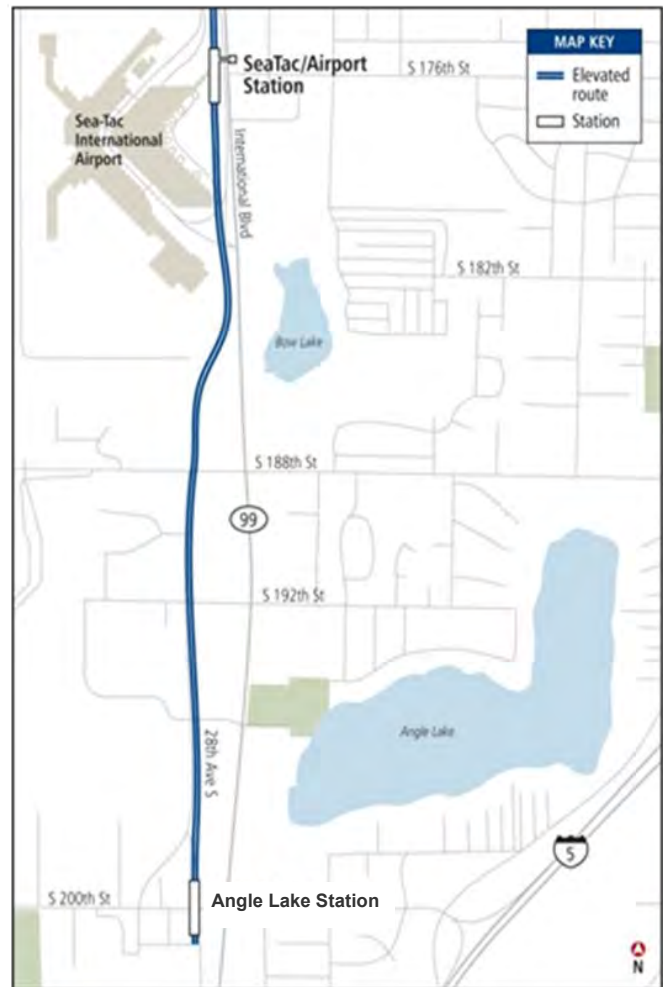 MAP KEY
Elevated
route
Station
SeaTac/Airport
Station
S 176th St
Sea-Tac
International
Airport
International Blvd
S 182th St
Bow Lake
S 188th St
99
S 192th St
Angle Lake
28th Ave S
5
S 200th St
Angle Lake Station
N